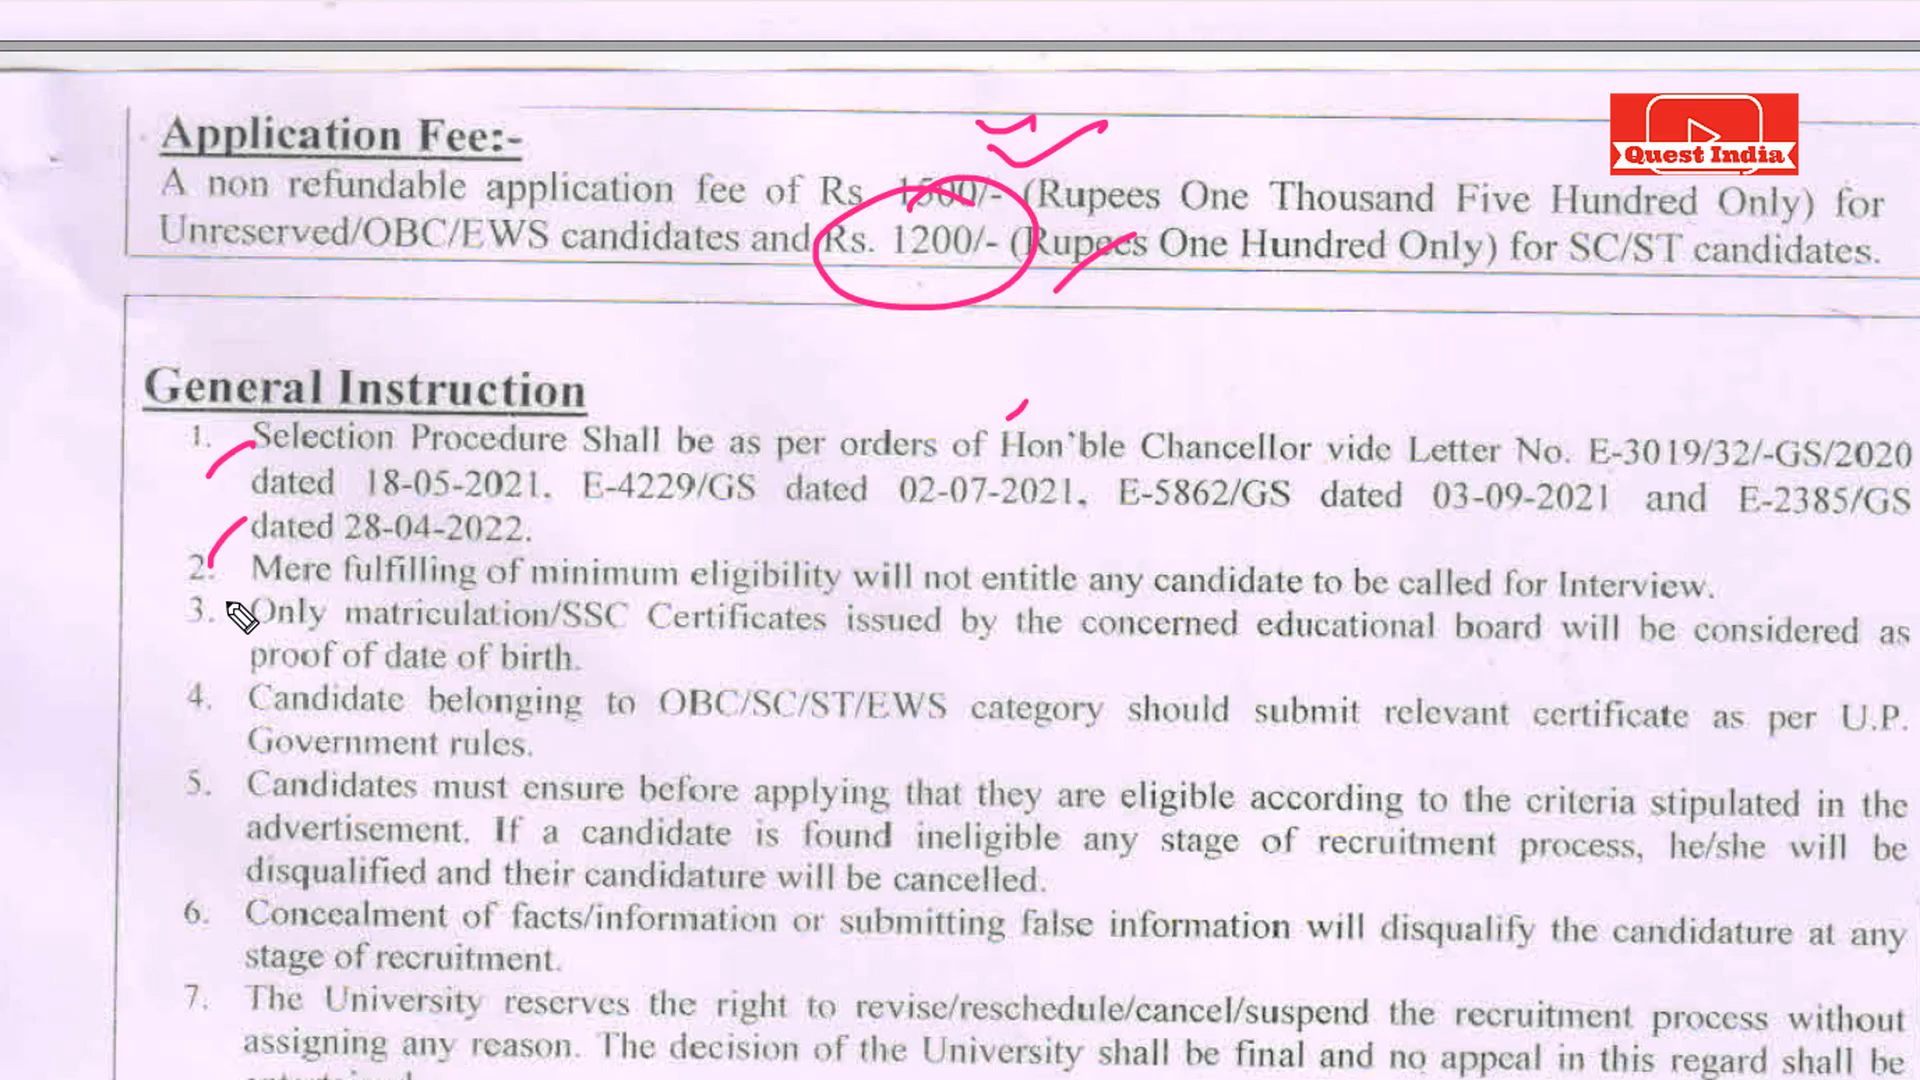 Application Fee:-
A non refundable application fee of Rs. 1500/- (Rupees One Thousand Five Hundred Only) for
Unreserved/OBC/EWS candidates and Rs. 1200/- (Rupees One Hundred Only) for SC/ST candidates.
Quest India
General Instruction
1. Selection Procedure Shall be as per orders of Hon'ble Chancellor vide Letter No. E-3019/32/-GS/2020
dated 18-05-2021, E-4229/GS dated 02-07-2021, E-5862/GS dated 03-09-2021 and E-2385/GS
dated 28-04-2022.
2. Mere fulfilling of minimum eligibility will not entitle any candidate to be called for Interview.
3. Only matriculation/SSC Certificates issued by the concerned educational board will be considered as
proof of date of birth.
4. Candidate belonging to OBC/SC/ST/EWS category should submit relevant certificate as per U.P.
Government rules.
5. Candidates must ensure before applying that they are eligible according to the criteria stipulated in the
advertisement. If a candidate is found ineligible any stage of recruitment process, he/she will be
disqualified and their candidature will be cancelled.
6. Concealment of facts/information or submitting false information will disqualify the candidature at any
stage of recruitment.
7. The University reserves the right to revise/reschedule/cancel/suspend the recruitment process without
assigning any reason. The decision of the University shall be final and no appeal in this regard shall be